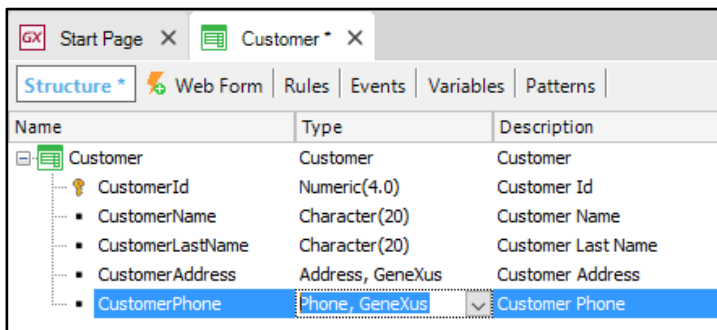 GX Start Page X Customer * X
Structure * Web Form Rules Events Variables Patterns
Name Type Description
Customer Customer Customer
CustomerId Numeric(4.0) Customer Id
CustomerName Character(20) Customer Name
CustomerLastName Character(20) Customer Last Name
CustomerAddress Address, GeneXus Customer Address
CustomerPhone Phone, GeneXus Customer Phone